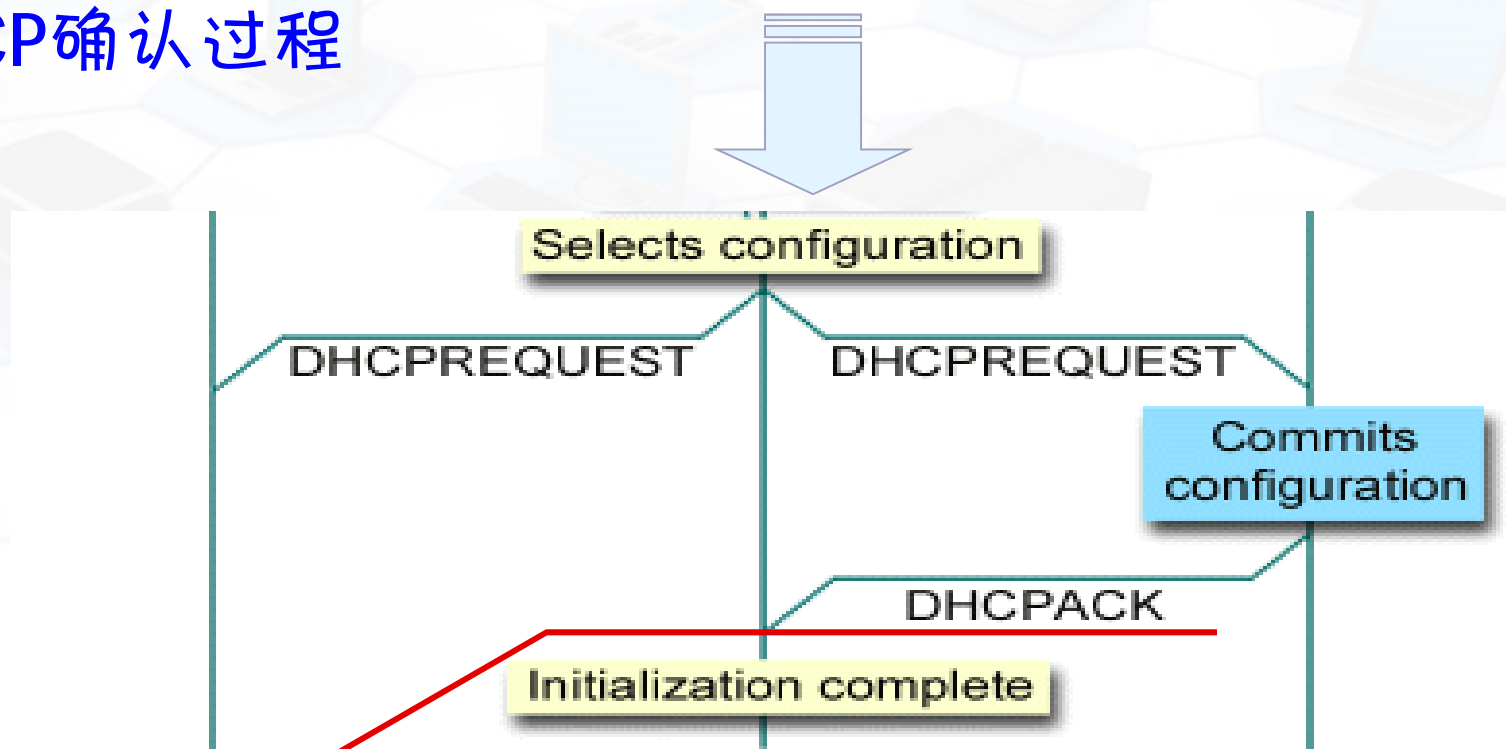 CP确认过程
Selects configuration
DHCPREQUEST DHCPREQUEST
Commits
configuration
DHCPACK
Initialization complete